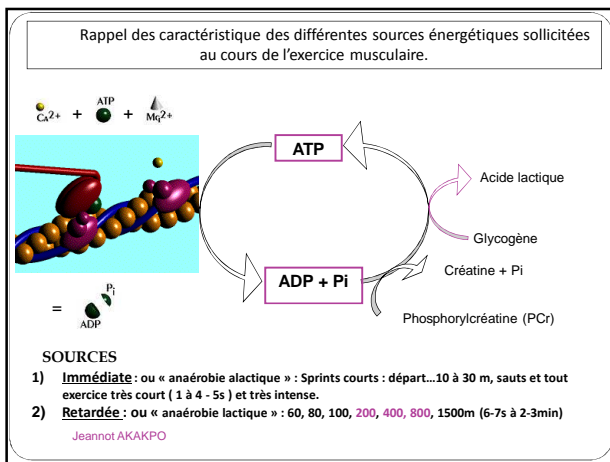 Rappel des caractéristique des différentes sources énergétiques sollicitées
au cours de l'exercice musculaire.
Ca2+ + ATP + Mg2+
ATP
Acide lactique
Glycogène
ADP + Pi
Créatine + Pi
Phosphorylcréatine (PCr)
= ADP Pi
SOURCES
1) Immédiate : ou « anaérobie alactique » : Sprints courts : départ...10 à 30 m, sauts et tout
exercice très court ( 1 à 4 - 5s ) et très intense.
2) Retardée : ou « anaérobie lactique » : 60, 80, 100, 200, 400, 800, 1500m (6-7s à 2-3min)
Jeannot AKAKPO